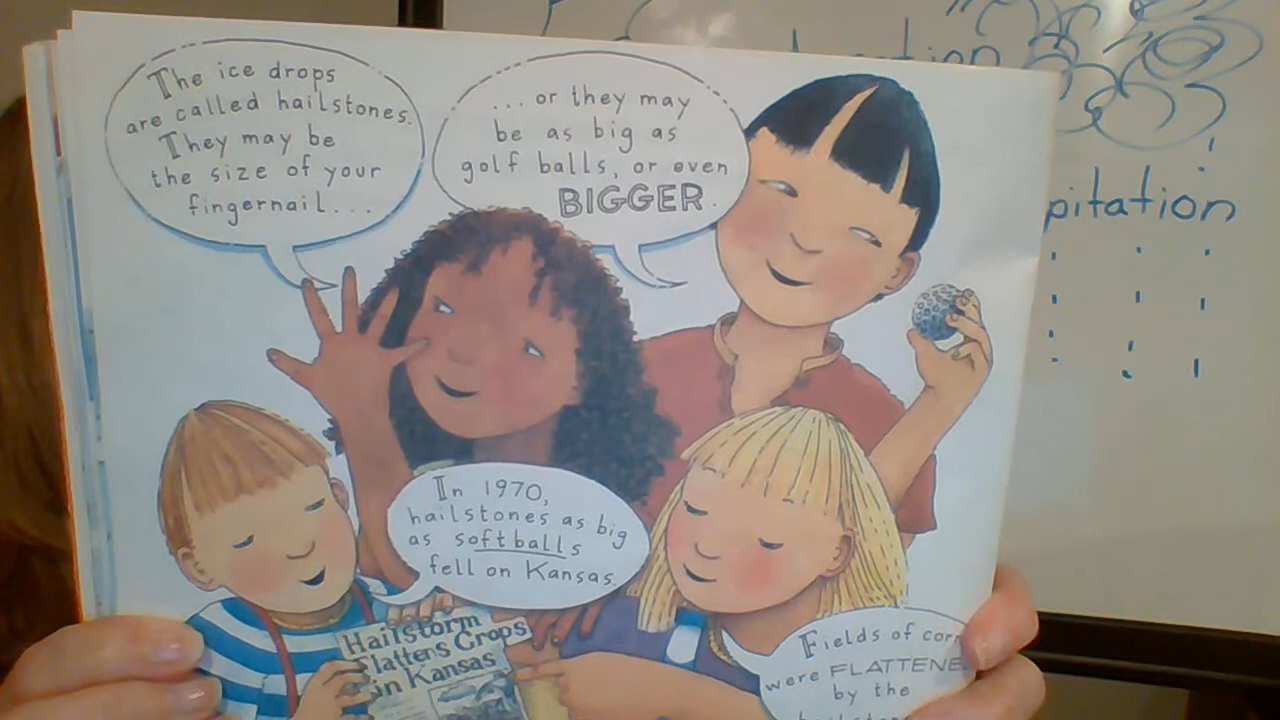 The ice drops
are called hailstones.
They may be
the size of your
fingernail...
... or they may
be as big as
golf balls, or even
BIGGER.
In 1970,
hailstones as big
as softballs
fell on Kansas.
Hailstorm
Flattens Crops
in Kansas
Fields of corn
were FLATTENE
by the
pitation